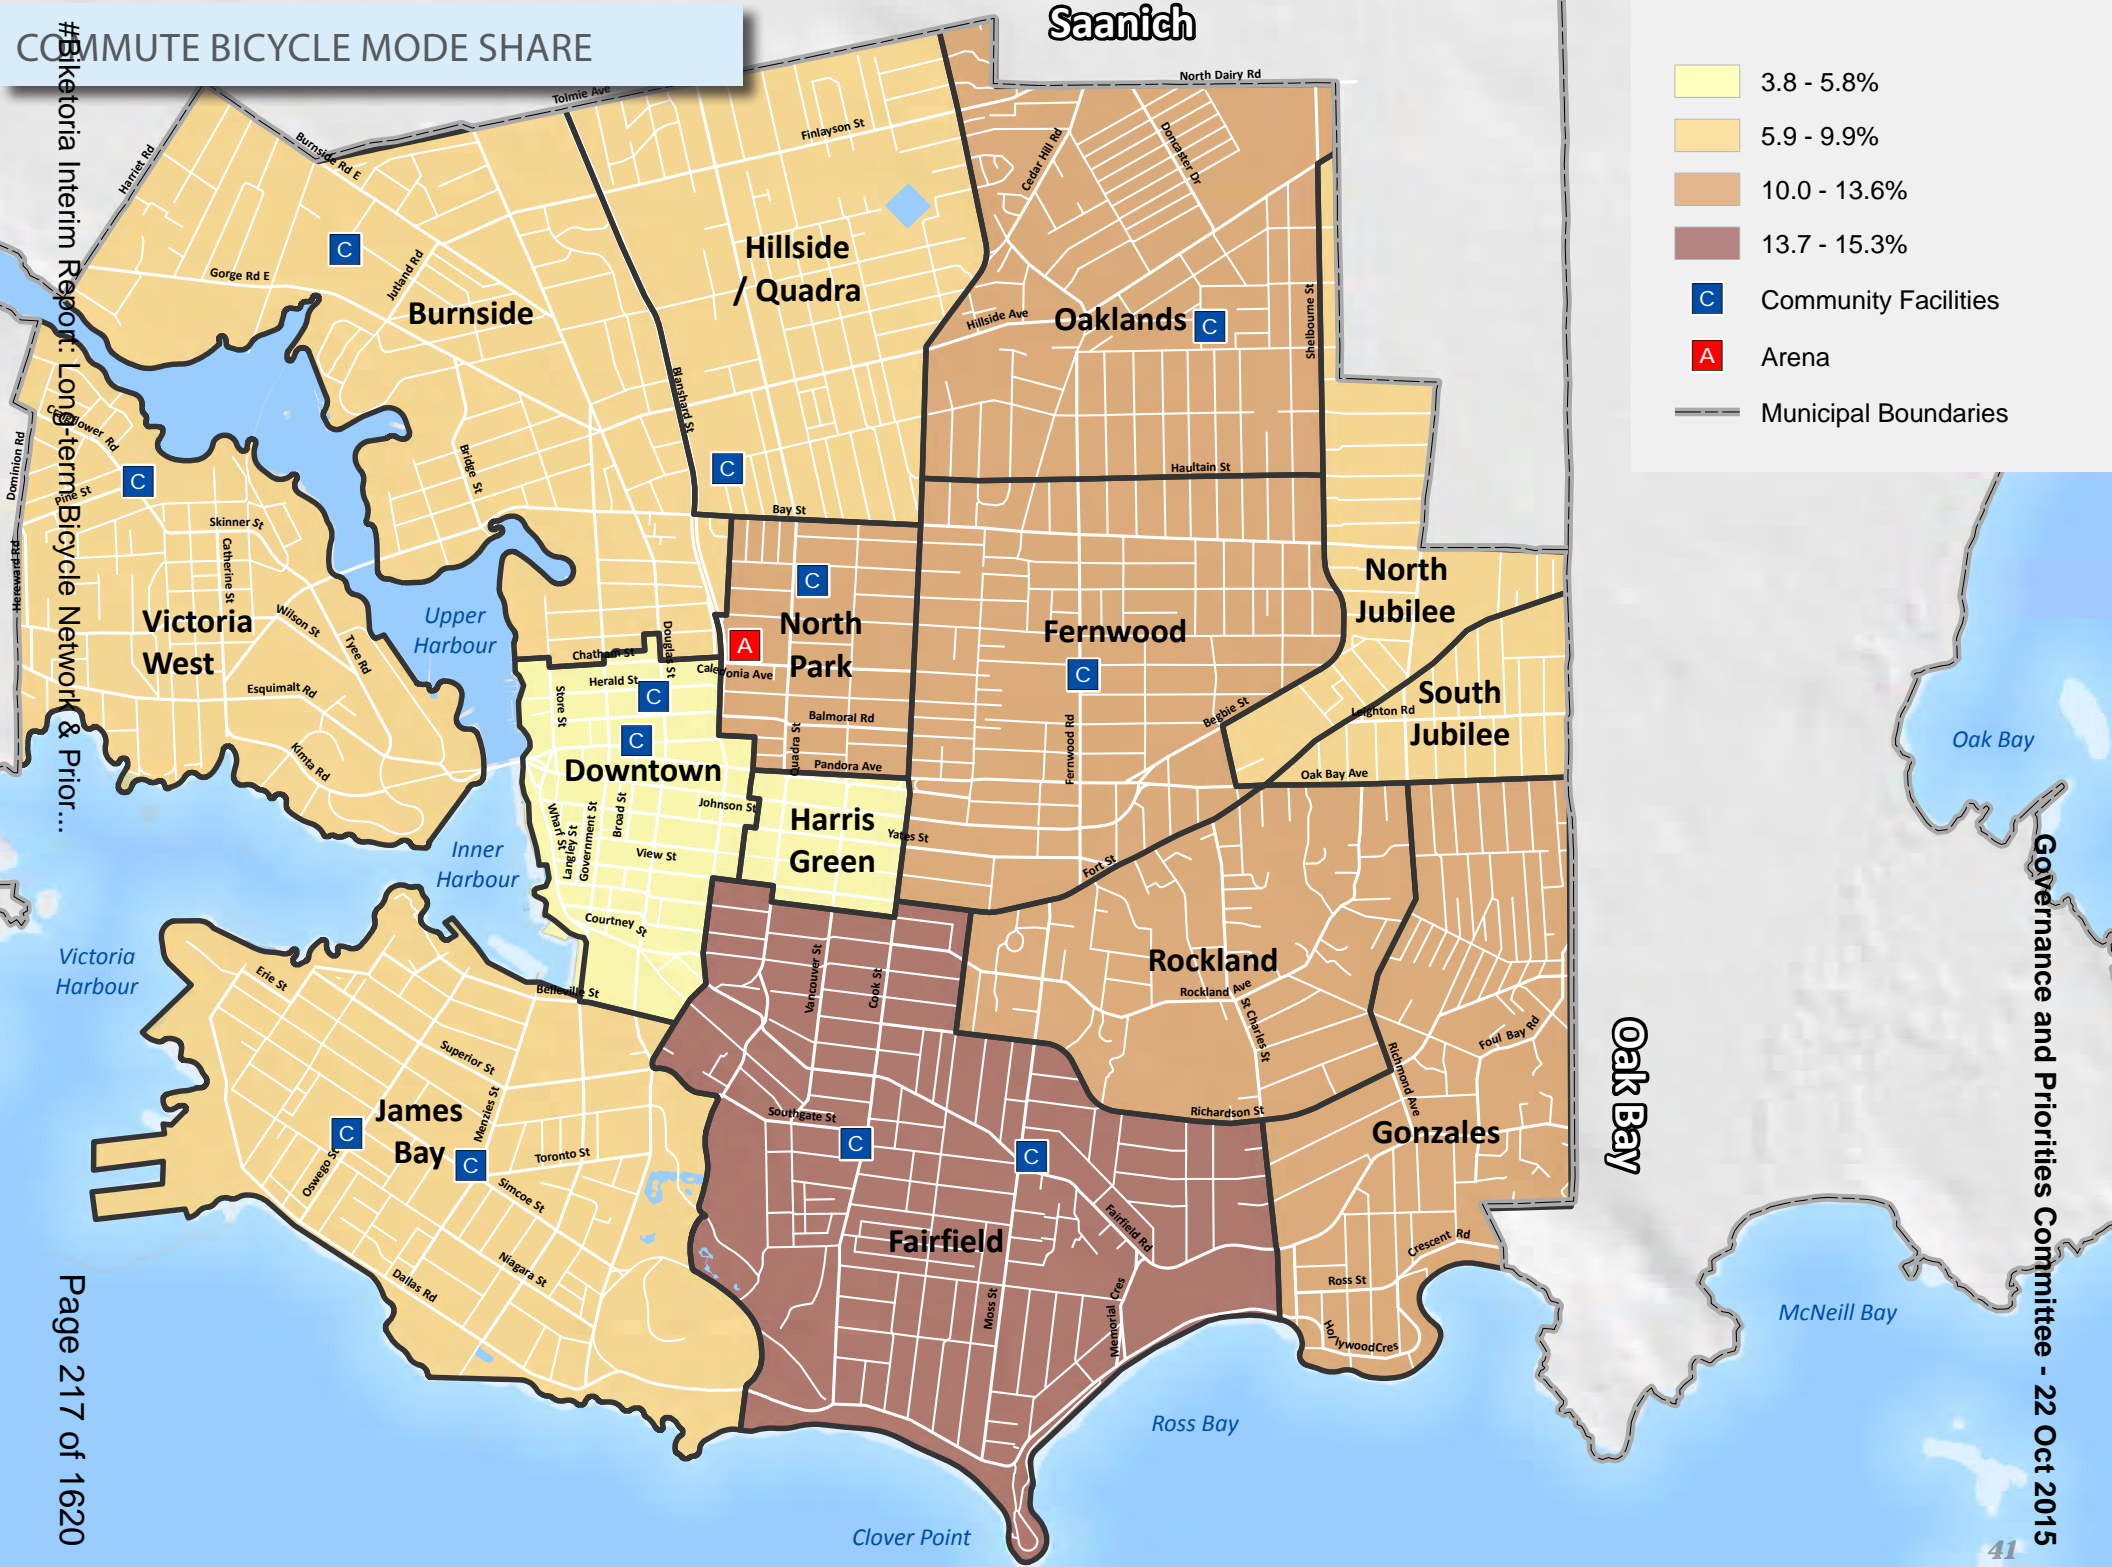 COMMUTE BICYCLE MODE SHARE
#Biketoria Interim Report: Long-term Bicycle Network & Prior...
Page 217 of 1620
Governance and Priorities Committee - 22 Oct 2015
41
3.8 - 5.8%
5.9 - 9.9%
10.0 - 13.6%
13.7 - 15.3%
C
Community Facilities
A
Arena
Municipal Boundaries
Saanich
North Dairy Rd
Tolmie Ave
Finlayson St
Burnside Rd E
Harriet Rd
Cedar Hill Rd
Doncaster Dr
C
Hillside
/ Quadra
Gorge Rd E
Jutland Rd
Burnside
Hillside Ave
Oaklands
C
Shelbourne St
Blanshard St
Craigflower Rd
Dominion Rd
Bridge St
C
C
Pine St
Haultain St
Skinner St
Bay St
Catherine St
Hereward Rd
North
Jubilee
C
Victoria
West
Wilson St
Tyee Rd
Upper
Harbour
Chatham St
Douglas St
A
North
Park
Fernwood
C
Caledonia Ave
Herald St
C
Store St
Esquimalt Rd
South
Jubilee
Leighton Rd
Begbie St
Balmoral Rd
Quadra St
Fernwood Rd
C
Kimta Rd
Downtown
Pandora Ave
Oak Bay Ave
Oak Bay
Johnson St
Wharf St
Langley St
Government St
Broad St
Harris
Green
Yates St
View St
Fort St
Inner
Harbour
Courtney St
Victoria
Harbour
Erie St
Belleville St
Vancouver St
Cook St
Rockland
Rockland Ave
St Charles St
Foul Bay Rd
Richmond Ave
Oak Bay
Superior St
Menzies St
James
Bay
C
C
Oswego St
Toronto St
Simcoe St
Southgate St
C
C
Richardson St
Gonzales
Fairfield
Fairfield Rd
Crescent Rd
Ross St
Niagara St
Dallas Rd
Moss St
Memorial Cres
Hollywood Cres
McNeill Bay
Ross Bay
Clover Point